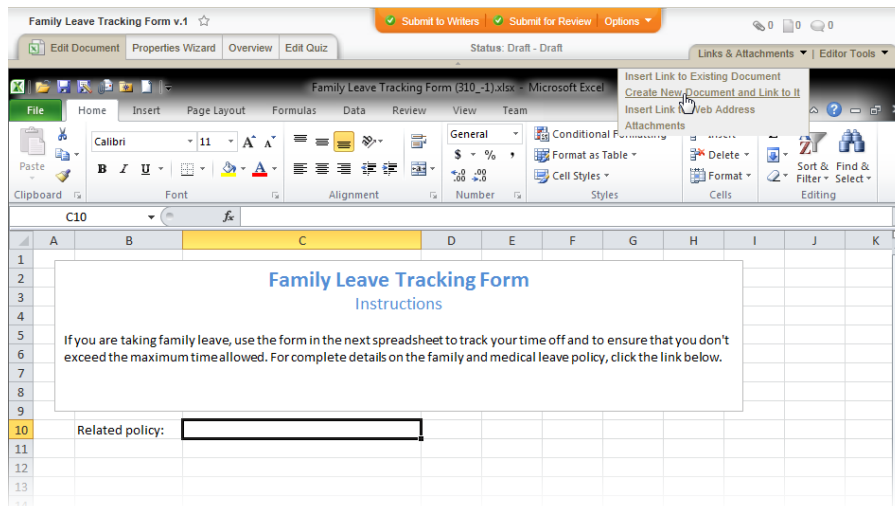 Family Leave Tracking Form v.1
Submit to Writers Submit for Review Options
0 0 0
Edit Document Properties Wizard Overview Edit Quiz
Status: Draft - Draft
Links & Attachments | Editor Tools
Insert Link to Existing Document
Create New Document and Link to It
Insert Link Web Address
Attachments
Family Leave Tracking Form (310_-1).xlsx - Microsoft Excel
File Home Insert Page Layout Formulas Data Review View Team
Paste
Calibri 11
B I U A
General
$ % ,
Conditional Formatting
Format as Table
Cell Styles
Insert
Delete
Format
Sort & Filter
Find & Select
Clipboard Font Alignment Number Styles Cells Editing
C10 fx
A B C D E F G H I J K
1
2
3
4
5
6
7
8
9
10
11
12
13
14
Family Leave Tracking Form
Instructions
If you are taking family leave, use the form in the next spreadsheet to track your time off and to ensure that you don't
exceed the maximum time allowed. For complete details on the family and medical leave policy, click the link below.
Related policy: